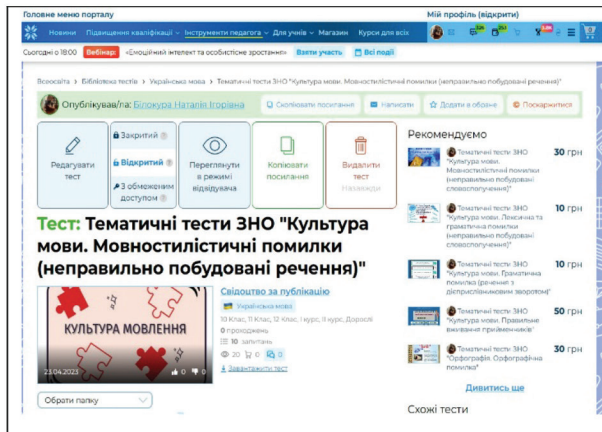 Головне меню порталу
Мій профіль (відкрити)
Новини Підвищення кваліфікації Інструменти педагога Для учнів Магазин Курси для всіх
Сьогодні о 18:00 Вебінар: «Емоційний інтелект та особистісне зростання» Взяти участь Всі події
Всеосвіта > Бібліотека тестів > Українська мова > Тематичні тести ЗНО "Культура мови. Мовностилістичні помилки (неправильно побудовані речення)"
Опублікував/ла: Білокура Наталія Ігорівна
Скопіювати посилання
Написати
Додати в обране
Поскаржитися
Редагувати
тест
Закритий
Відкритий
З обмеженим
доступом
Переглянути
в режимі
відвідувача
Копіювати
посилання
Видалити
тест
Назавжди
Тест: Тематичні тести ЗНО "Культура
мови. Мовностилістичні помилки
(неправильно побудовані речення)"
КУЛЬТУРА МОВЛЕННЯ
23.04.2023 0 0
Свідоцтво за публікацію
Українська мова
10 Клас, 11 Клас, 12 Клас, I курс, II курс, Дорослі
0 проходжень
10 запитань
20 0 0
Завантажити тест
Обрати папку
Рекомендуємо
Тематичні тести ЗНО 30 грн
"Культура мови.
Мовностилістичні помилки
(неправильно побудовані
словосполучення)"
Тематичні тести ЗНО 10 грн
"Культура мови. Лексична та
граматична помилка
(неправильно побудовані
словосполучення)"
Тематичні тести ЗНО 10 грн
"Культура мови. Граматична
помилка (речення з
дієприслівниковим зворотом)"
Тематичні тести ЗНО 50 грн
"Культура мови. Правильне
вживання прийменників"
Тематичні тести ЗНО 30 грн
"Орфографія. Орфографічна
помилка"
Дивитись ще
Схожі тести